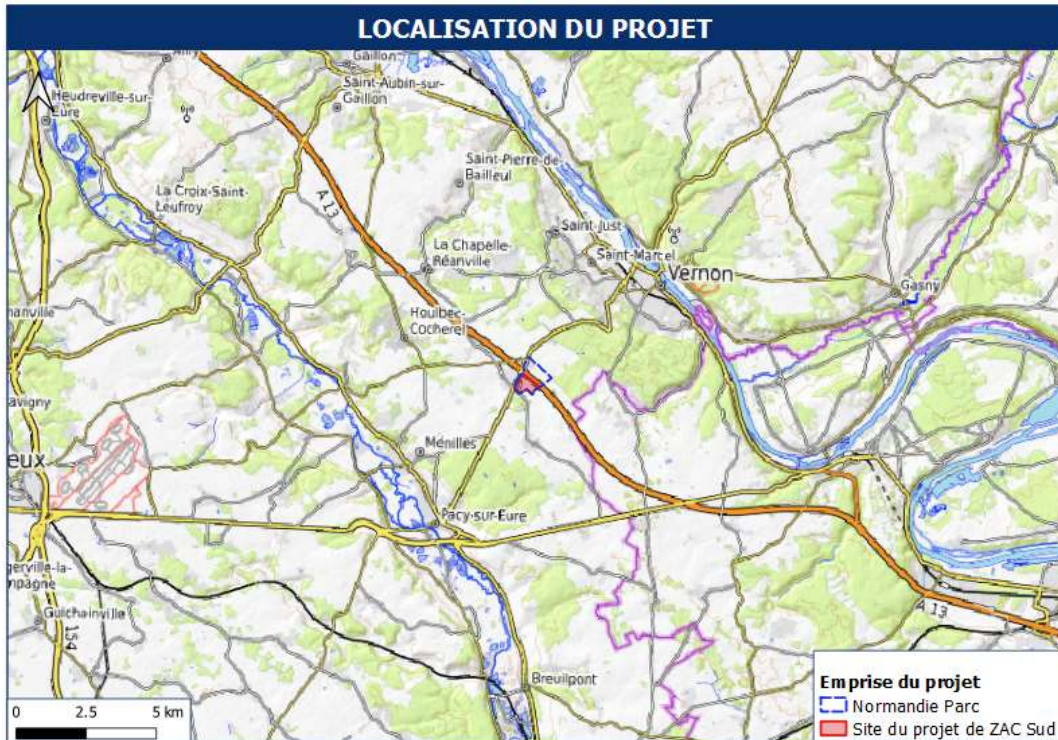 LOCALISATION DU PROJET
Gaillon
Saint-Aubin-sur-
Gaillon
Heudreville-sur-
Eure
Saint-Pierre-de-
Bailleul
La Croix-Saint-
Leufroy
A 13
Saint Just
La Chapelle-
Réanville
Saint-Marcel
Vernon
Gasny
Houlbec-
Cocherel
Ménilles
Pacy-sur-Eure
Guichainville
154
A 13
Breuilpont
0 2.5 5 km
Emprise du projet
Normandie Parc
Site du projet de ZAC Sud